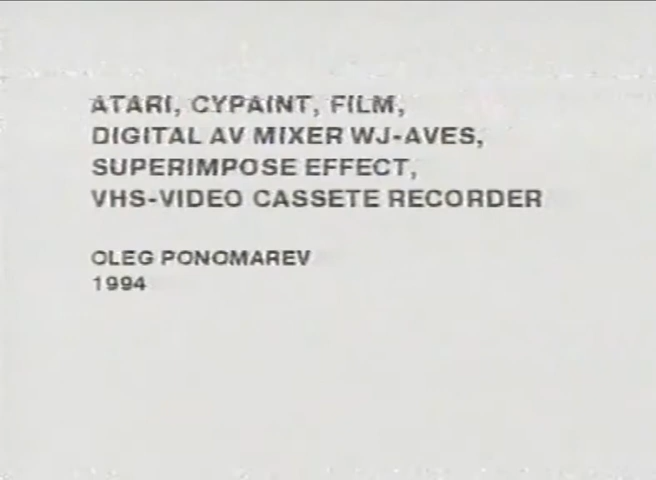 ATARI, CYPAINT, FILM,
DIGITAL AV MIXER WJ-AVES,
SUPERIMPOSE EFFECT,
VHS-VIDEO CASSETE RECORDER
OLEG PONOMAREV
1994